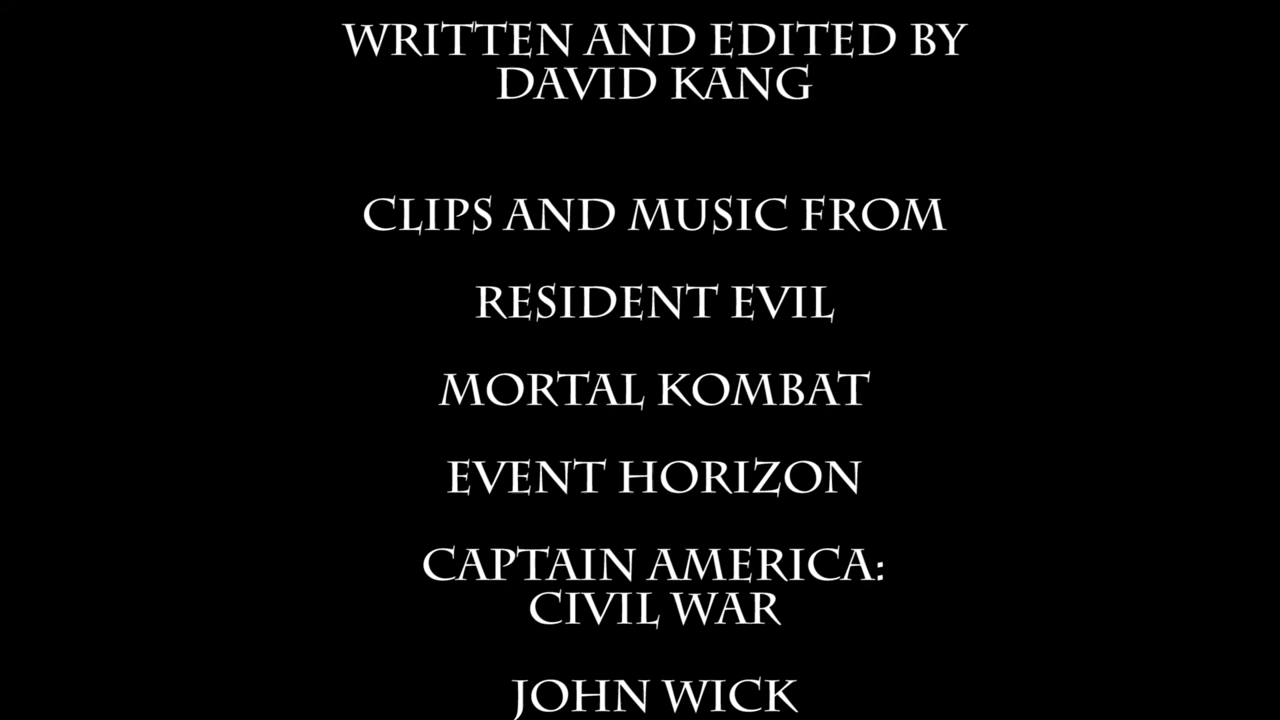 WRITTEN AND EDITED BY
DAVID KANG
CLIPS AND MUSIC FROM
RESIDENT EVIL
MORTAL KOMBAT
EVENT HORIZON
CAPTAIN AMERICA:
CIVIL WAR
JOHN WICK